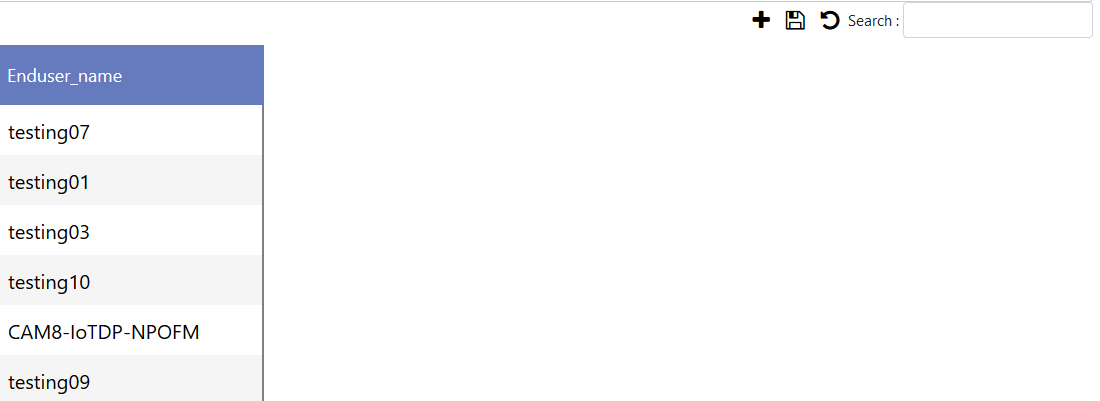 Search :
Enduser_name
testing07
testing01
testing03
testing10
CAM8-IoTDP-NPOFM
testing09